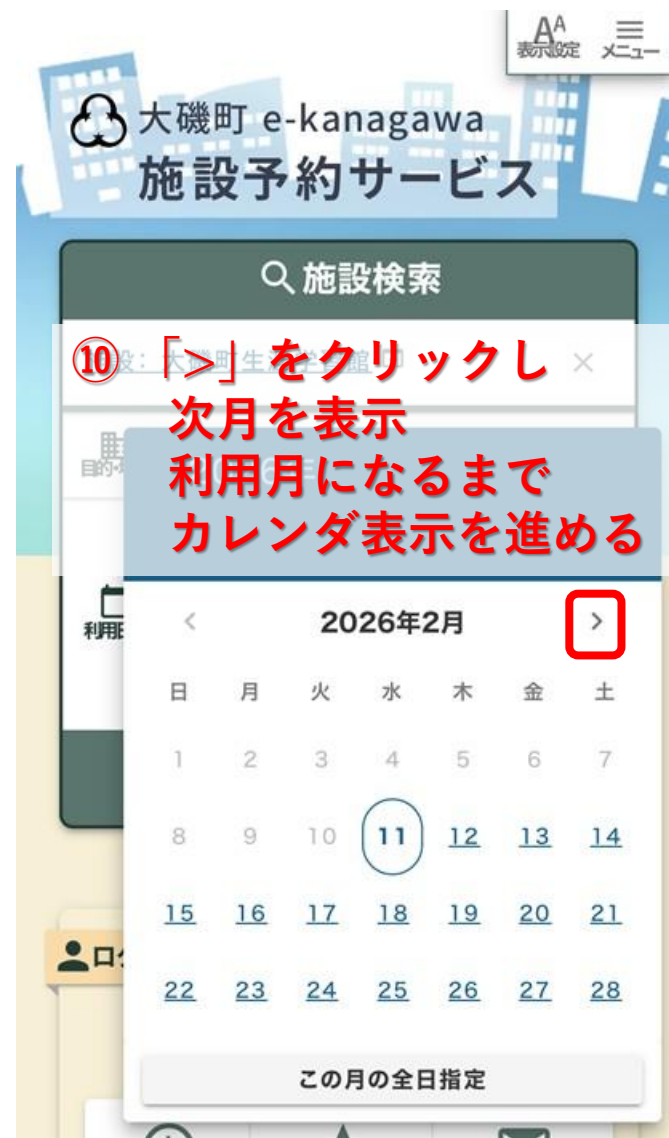 表示設定 メニュー
大磯町 e-kanagawa
施設予約サービス
施設検索
⑩ 「>」をクリックし
次月を表示
利用月になるまで
カレンダ表示を進める
< 2026年2月 >
日 月 火 水 木 金 土
1 2 3 4 5 6 7
8 9 10 11 12 13 14
15 16 17 18 19 20 21
22 23 24 25 26 27 28
この月の全日指定